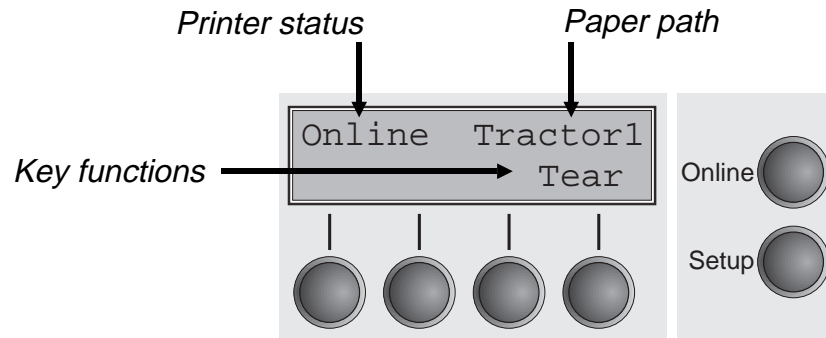 Printer status
Paper path
Online Tractor1
Key functions
Tear
Online
Setup